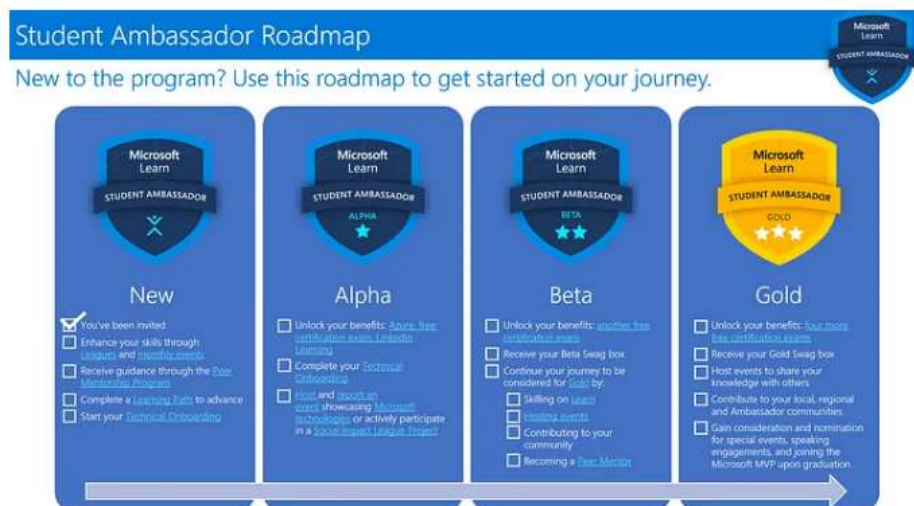 Student Ambassador Roadmap
Microsoft
Learn
STUDENT AMBASSADOR
New to the program? Use this roadmap to get started on your journey.
Microsoft
Learn
STUDENT AMBASSADOR
New
You've been invited
Enhance your skills through
Leagues and monthly events
Receive guidance through the Peer
Mentorship Program
Complete a Learning Path to advance
Start your Technical Onboarding
Microsoft
Learn
STUDENT AMBASSADOR
ALPHA
Alpha
Unlock your benefits: Azure, free
certification exam, LinkedIn
Learning
Complete your Technical
Onboarding
Host and report an
event showcasing Microsoft
technologies or actively participate
in a Social Impact League Project
Microsoft
Learn
STUDENT AMBASSADOR
BETA
Beta
Unlock your benefits: another free
certification exam
Receive your Beta Swag box
Continue your journey to be
considered for Gold by:
Skilling on Learn
Hosting events
Contributing to your
community
Becoming a Peer Mentor
Microsoft
Learn
STUDENT AMBASSADOR
GOLD
Gold
Unlock your benefits: four more
free certification exams
Receive your Gold Swag box
Host events to share your
knowledge with others
Contribute to your local, regional
and Ambassador communities
Gain consideration and nomination
for special events, speaking
engagements, and joining the
Microsoft MVP upon graduation